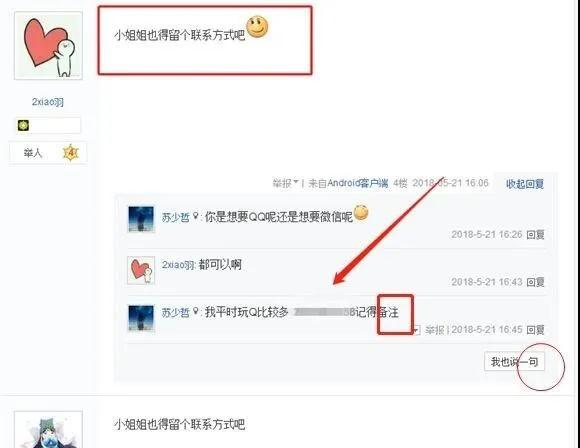 小姐姐也得留个联系方式吧
2xiao羽
举人
4
举报 | 来自Android客户端 4楼 2018-05-21 16:06 收起回复
苏少哲♀: 你是想要QQ呢还是想要微信呢
2018-5-21 16:26 回复
2xiao羽: 都可以啊
2018-5-21 16:43 回复
苏少哲♀: 我平时玩Q比较多 记得备注
举报 | 2018-5-21 16:45 回复
我也说一句
小姐姐也得留个联系方式吧